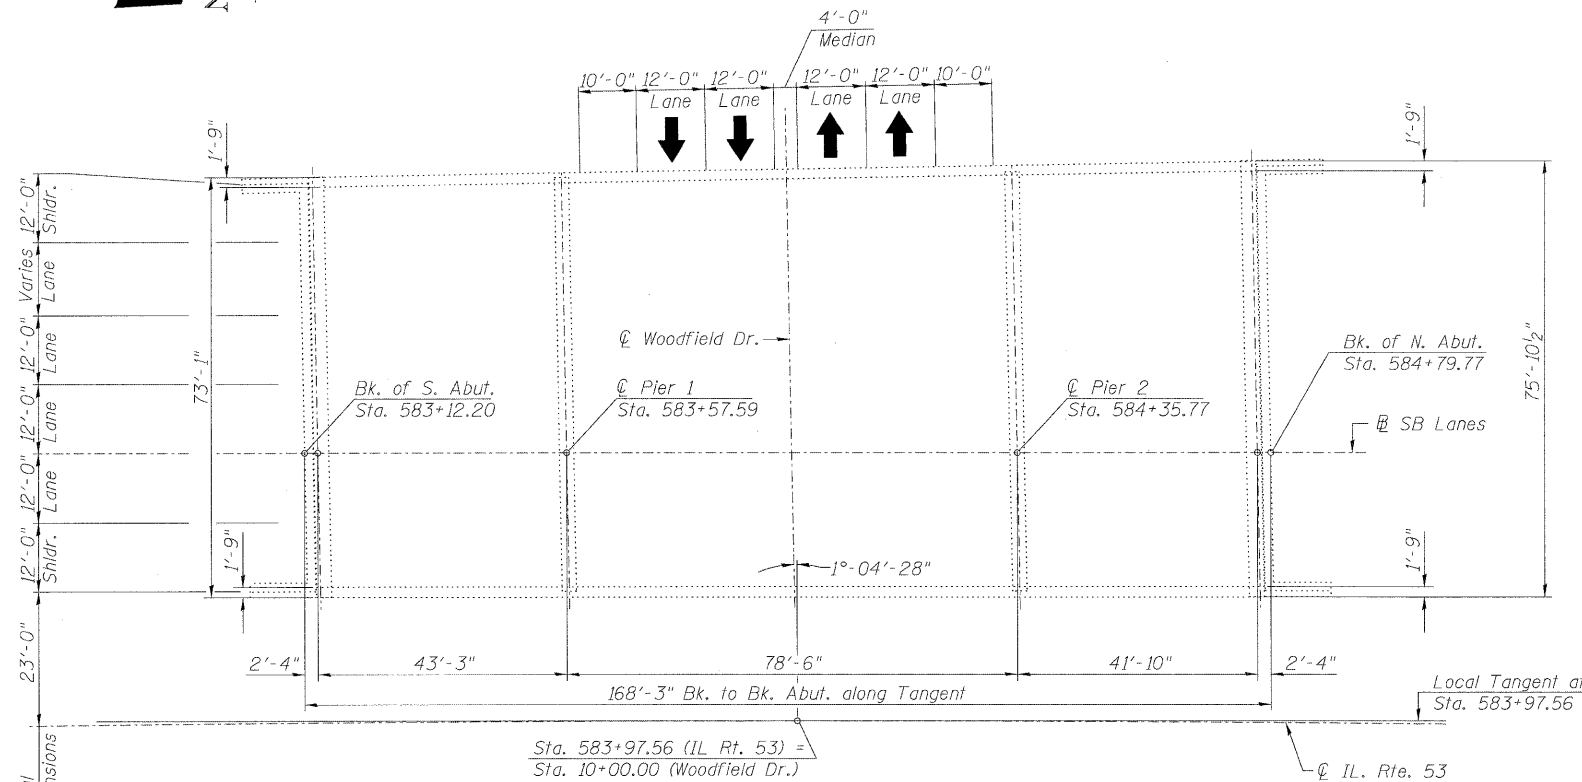 4'-0"
Median
10'-0" 12'-0" 12'-0" 12'-0" 12'-0" 10'-0"
Lane Lane Lane Lane
1'-9"
1'-9"
12'-0"
Shldr.
Varies
Lane
12'-0"
Lane
12'-0"
Lane
12'-0"
Lane
12'-0"
Shldr.
23'-0"
73'-1"
75'-10½"
℄ Woodfield Dr.
Bk. of S. Abut.
Sta. 583+12.20
℄ Pier 1
Sta. 583+57.59
℄ Pier 2
Sta. 584+35.77
Bk. of N. Abut.
Sta. 584+79.77
BL SB Lanes
1'-9"
1°-04'-28"
1'-9"
2'-4" 43'-3" 78'-6" 41'-10" 2'-4"
168'-3" Bk. to Bk. Abut. along Tangent
Local Tangent at
Sta. 583+97.56
Sta. 583+97.56 (IL Rt. 53) =
Sta. 10+00.00 (Woodfield Dr.)
℄ IL. Rte. 53